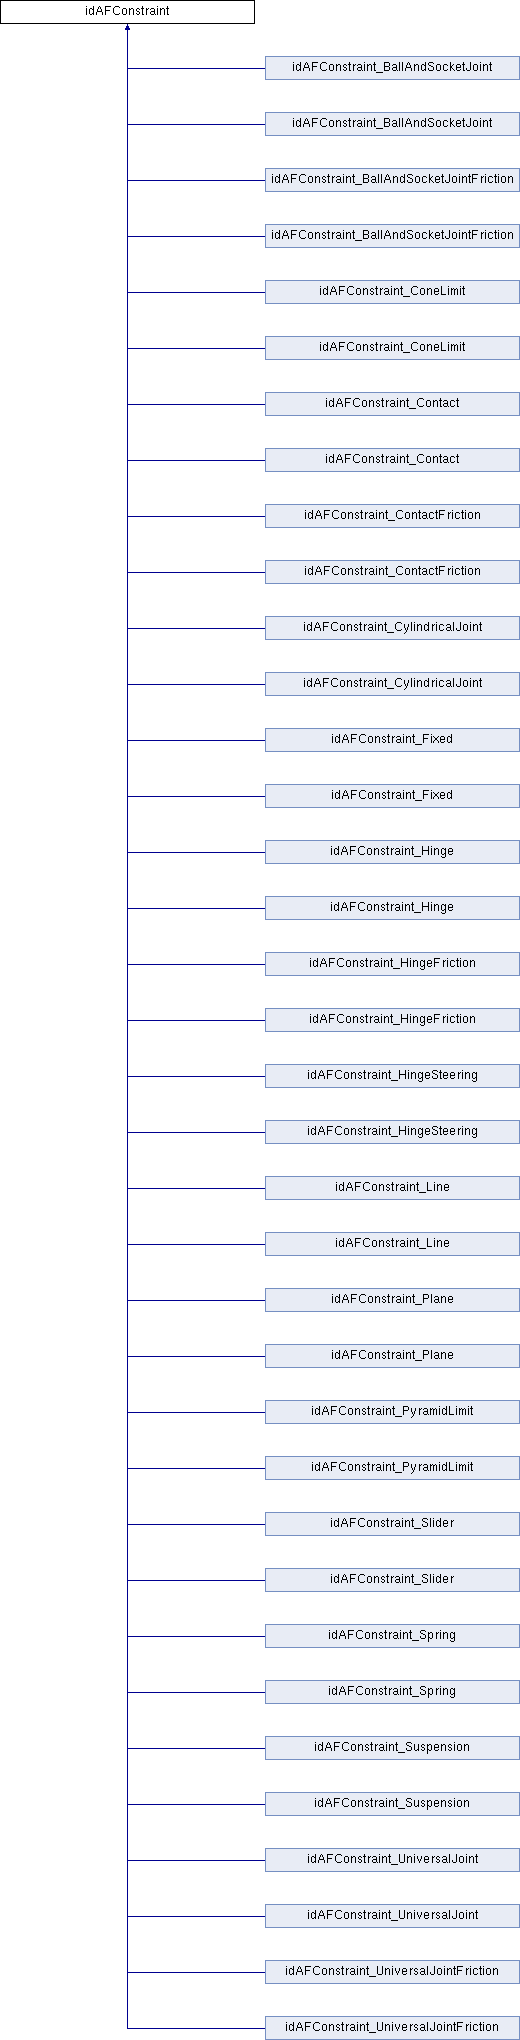 idAFConstraint
idAFConstraint_BallAndSocketJoint
idAFConstraint_BallAndSocketJoint
idAFConstraint_BallAndSocketJointFriction
idAFConstraint_BallAndSocketJointFriction
idAFConstraint_ConeLimit
idAFConstraint_ConeLimit
idAFConstraint_Contact
idAFConstraint_Contact
idAFConstraint_ContactFriction
idAFConstraint_ContactFriction
idAFConstraint_CylindricalJoint
idAFConstraint_CylindricalJoint
idAFConstraint_Fixed
idAFConstraint_Fixed
idAFConstraint_Hinge
idAFConstraint_Hinge
idAFConstraint_HingeFriction
idAFConstraint_HingeFriction
idAFConstraint_HingeSteering
idAFConstraint_HingeSteering
idAFConstraint_Line
idAFConstraint_Line
idAFConstraint_Plane
idAFConstraint_Plane
idAFConstraint_PyramidLimit
idAFConstraint_PyramidLimit
idAFConstraint_Slider
idAFConstraint_Slider
idAFConstraint_Spring
idAFConstraint_Spring
idAFConstraint_Suspension
idAFConstraint_Suspension
idAFConstraint_UniversalJoint
idAFConstraint_UniversalJoint
idAFConstraint_UniversalJointFriction
idAFConstraint_UniversalJointFriction